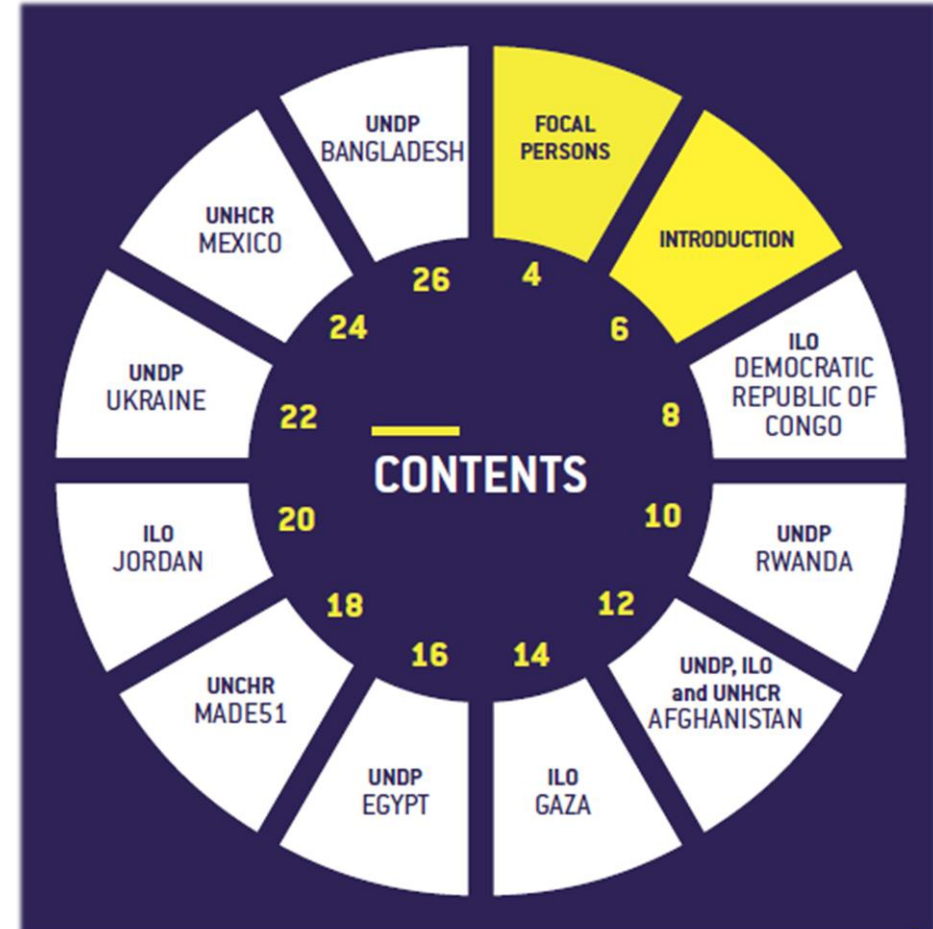 FOCAL
PERSONS
4
INTRODUCTION
6
ILO
DEMOCRATIC
REPUBLIC OF
CONGO
8
UNDP
RWANDA
10
UNDP, ILO
and UNHCR
AFGHANISTAN
12
ILO
GAZA
14
UNDP
EGYPT
16
UNCHR
MADE51
18
ILO
JORDAN
20
UNDP
UKRAINE
22
UNHCR
MEXICO
24
UNDP
BANGLADESH
26
CONTENTS